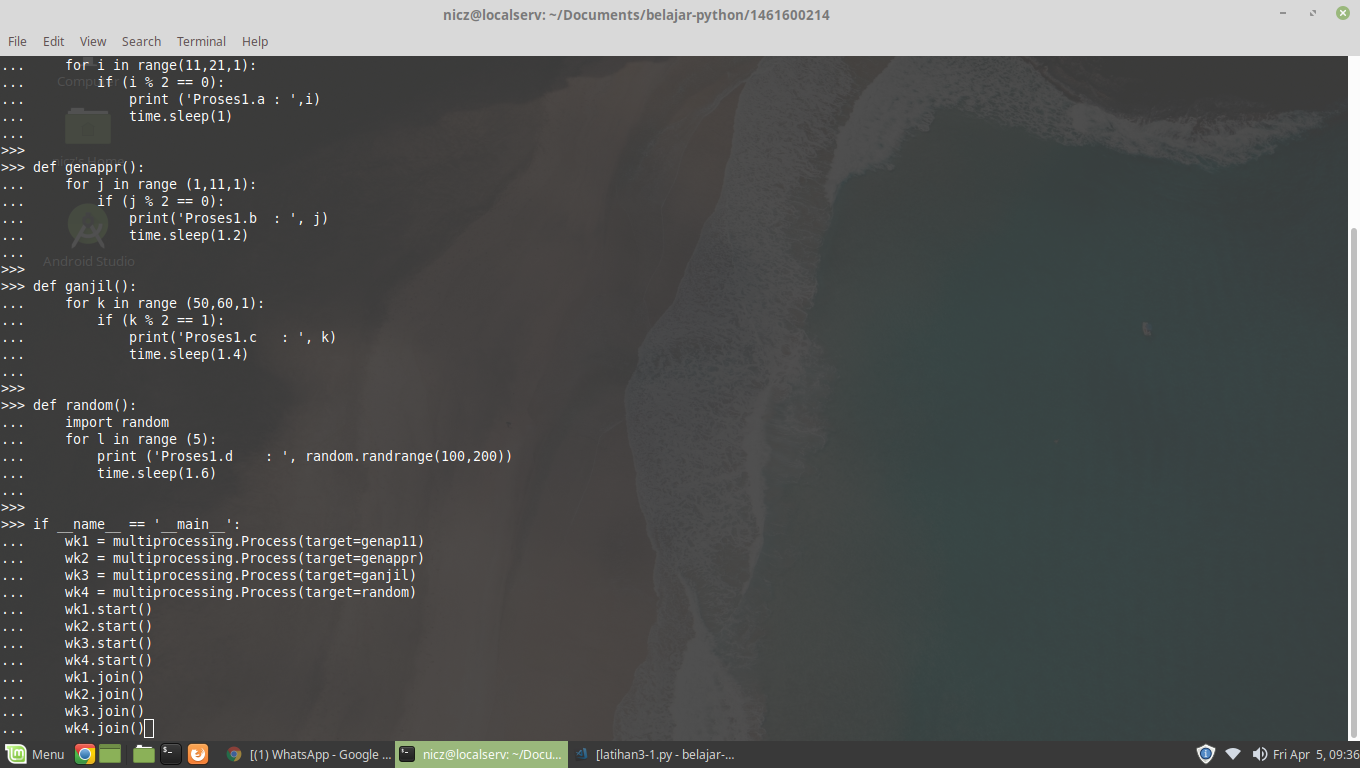 nicz@localserv: ~/Documents/belajar-python/1461600214
File Edit View Search Terminal Help
...     for i in range(11,21,1):
...         if (i % 2 == 0):
...             print ('Proses1.a : ',i)
...             time.sleep(1)
...
>>>
>>> def genappr():
...     for j in range (1,11,1):
...         if (j % 2 == 0):
...             print('Proses1.b  : ', j)
...             time.sleep(1.2)
...
>>>
>>> def ganjil():
...     for k in range (50,60,1):
...         if (k % 2 == 1):
...             print('Proses1.c   : ', k)
...             time.sleep(1.4)
...
>>>
>>> def random():
...     import random
...     for l in range (5):
...         print ('Proses1.d    : ', random.randrange(100,200))
...         time.sleep(1.6)
...
>>>
>>> if __name__ == '__main__':
...     wk1 = multiprocessing.Process(target=genap11)
...     wk2 = multiprocessing.Process(target=genappr)
...     wk3 = multiprocessing.Process(target=ganjil)
...     wk4 = multiprocessing.Process(target=random)
...     wk1.start()
...     wk2.start()
...     wk3.start()
...     wk4.start()
...     wk1.join()
...     wk2.join()
...     wk3.join()
...     wk4.join()
Computer
nicz's Home
Android Studio
Menu [(1) WhatsApp - Google ... nicz@localserv: ~/Docu... [latihan3-1.py - belajar-... Fri Apr 5, 09:36